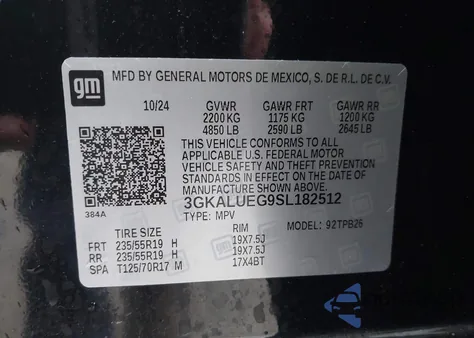 gm
MFD BY GENERAL MOTORS DE MEXICO, S. DE R.L. DE C.V.
10/24 GVWR GAWR FRT GAWR RR
2200 KG 1175 KG 1200 KG
4850 LB 2590 LB 2645 LB
THIS VEHICLE CONFORMS TO ALL
APPLICABLE U.S. FEDERAL MOTOR
VEHICLE SAFETY, BUMPER, AND THEFT
PREVENTION STANDARDS IN EFFECT ON THE
DATE OF MANUFACTURE SHOWN ABOVE.
3GKALUEG9SL182512
384A TYPE: MPV MODEL: 92TPB26
TIRE SIZE RIM
FRT 235/55R19 H 19X7.5J
RR 235/55R19 H 19X7.5J
SPA T125/70R17 M 17X4BT